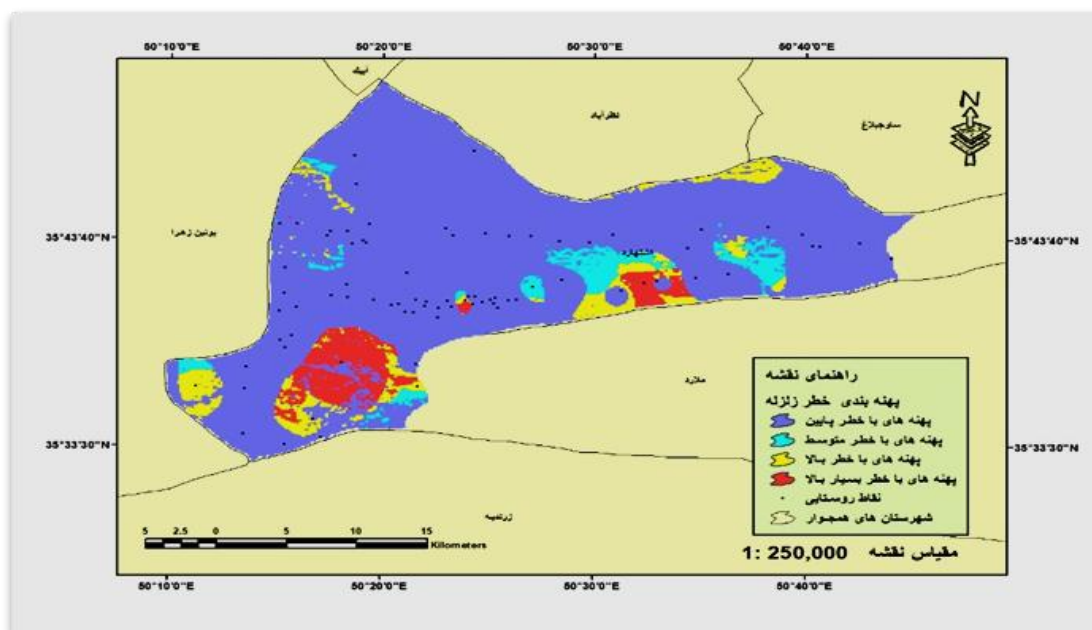 50°10'0"E 50°20'0"E 50°30'0"E 50°40'0"E
آبیک
نظرآباد
ساوجبلاغ
N
بوئین زهرا
35°43'40"N 35°43'40"N
اشتهارد
ملارد
راهنمای نقشه
پهنه بندی خطر زلزله
پهنه های با خطر پایین
پهنه های با خطر متوسط
پهنه های با خطر بالا
پهنه های با خطر بسیار بالا
نقاط روستایی
شهرستان های همجوار
35°33'30"N 35°33'30"N
زرندیه
5 2.5 0 5 10 15
Kilometers
مقیاس نقشه 1: 250,000
50°10'0"E 50°20'0"E 50°30'0"E 50°40'0"E